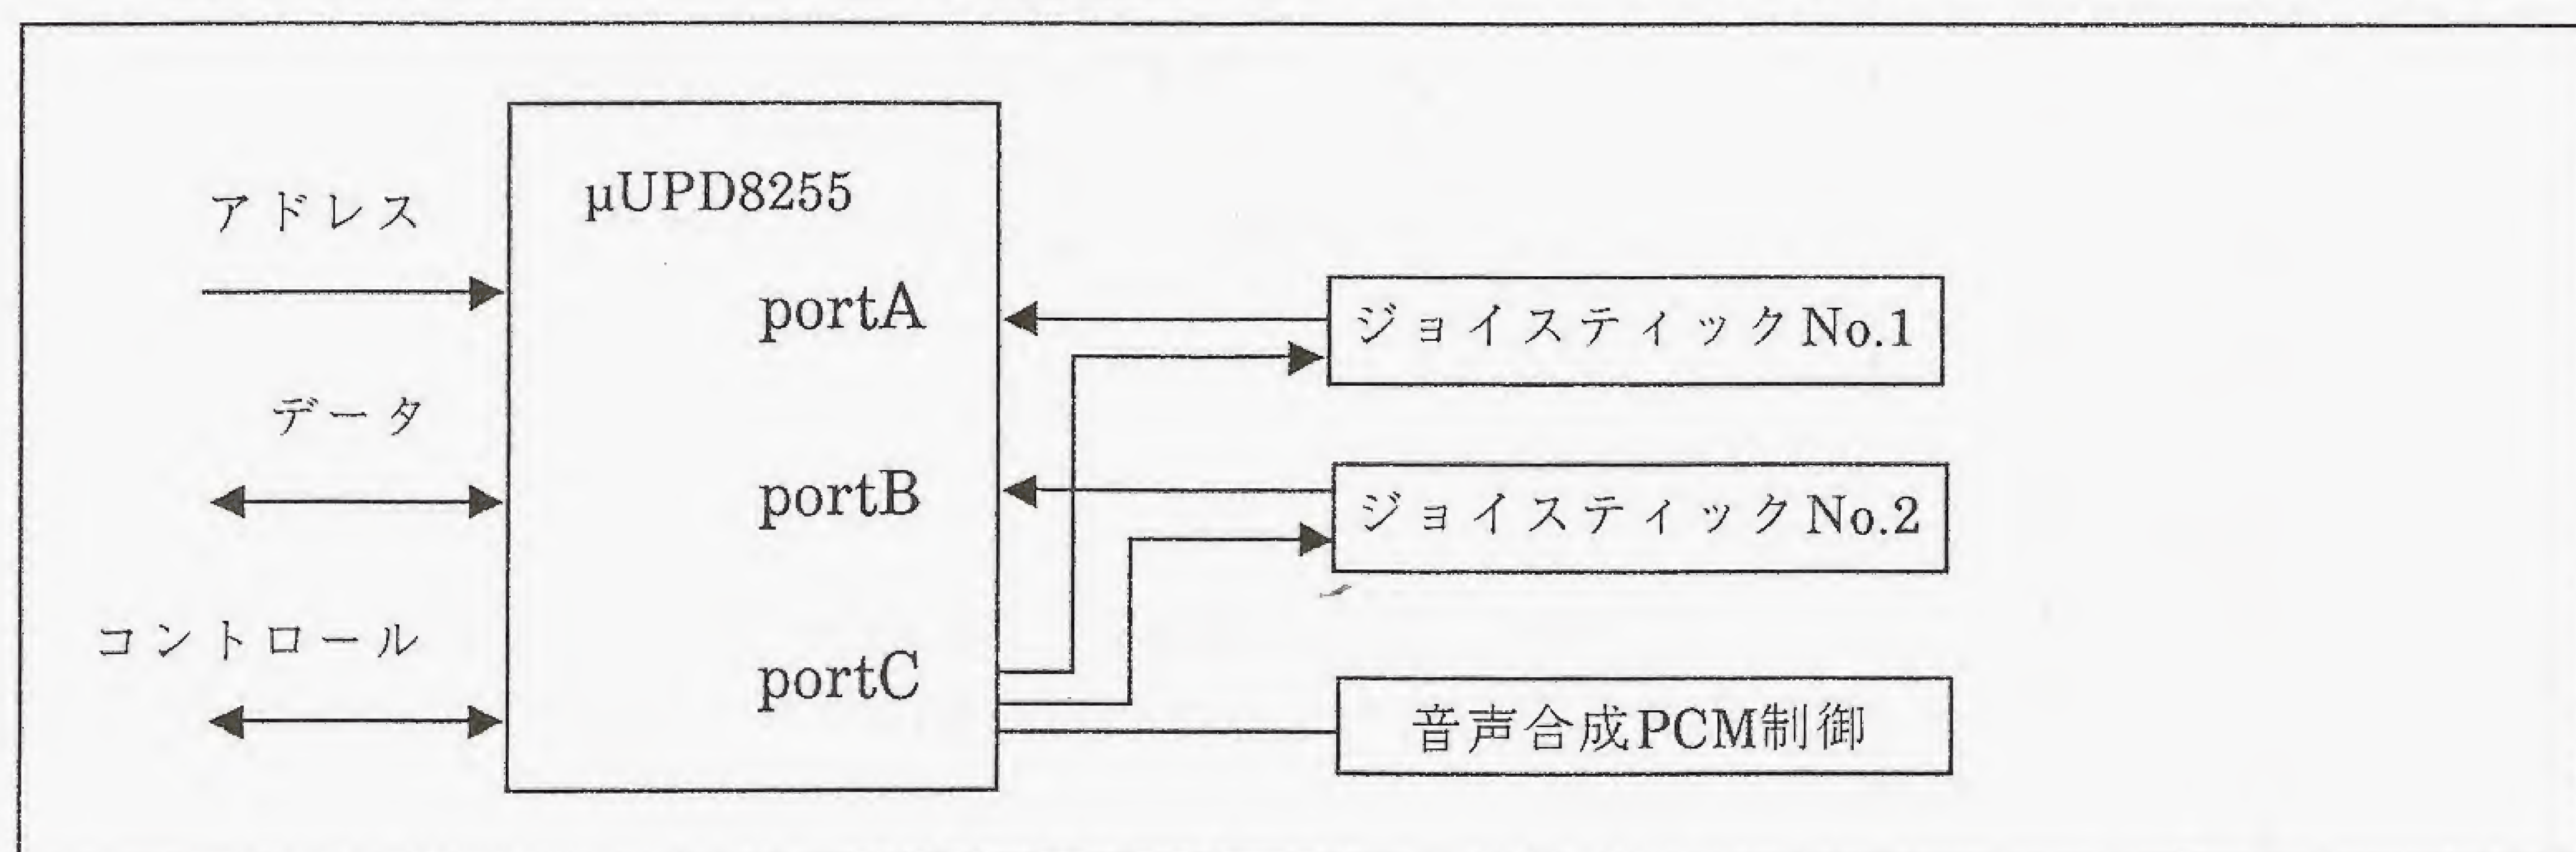 μUPD8255
アドレス
portA
ジョイスティックNo.1
データ
portB
ジョイスティックNo.2
コントロール
portC
音声合成PCM制御